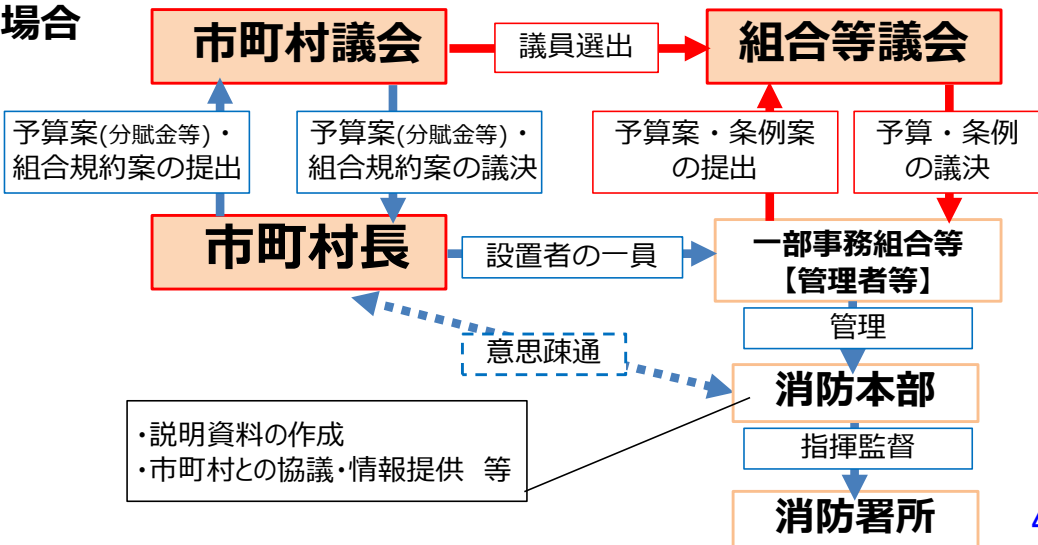 場合
市町村議会
議員選出
組合等議会
予算案(分賦金等)・
組合規約案の提出
予算案(分賦金等)・
組合規約案の議決
予算案・条例案
の提出
予算・条例
の議決
市町村長
設置者の一員
一部事務組合等
【管理者等】
管理
意思疎通
消防本部
・説明資料の作成
・市町村との協議・情報提供　等
指揮監督
消防署所